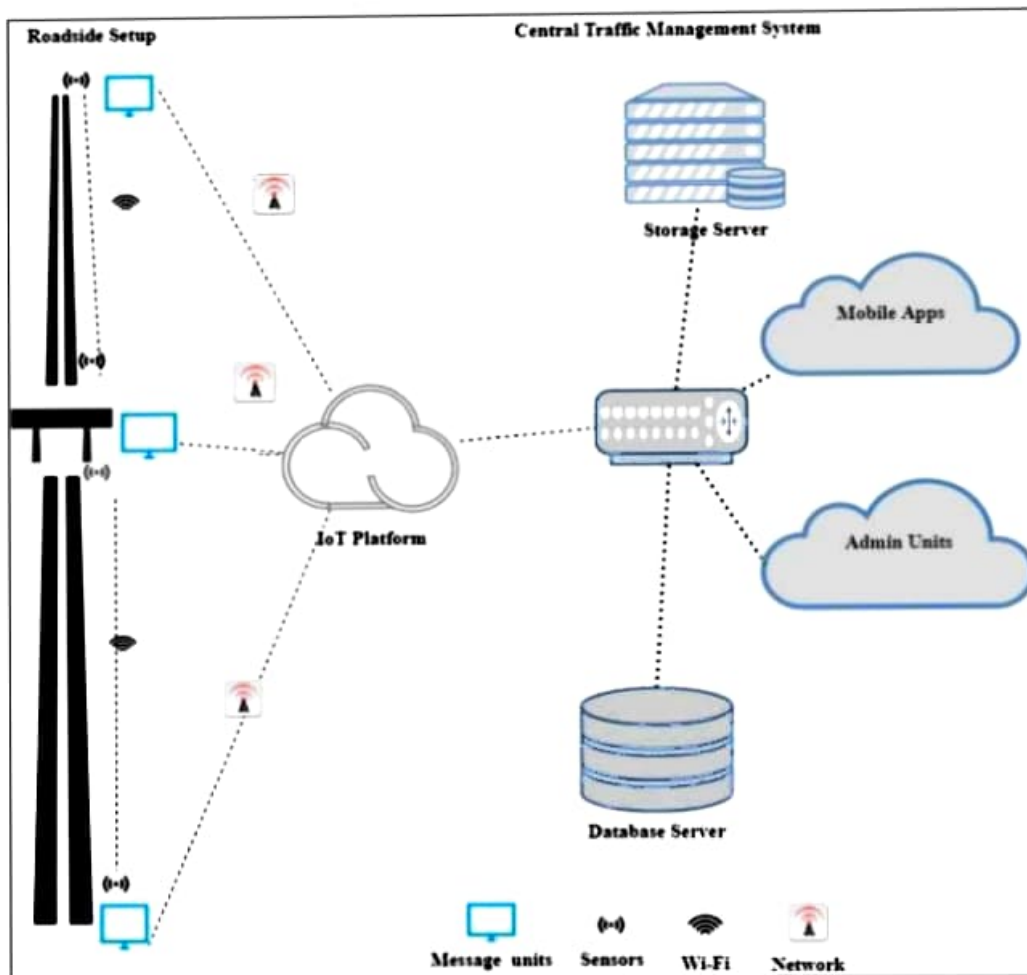 Roadside Setup
Central Traffic Management System
Storage Server
Mobile Apps
IoT Platform
Admin Units
Database Server
Message units
Sensors
Wi-Fi
Network